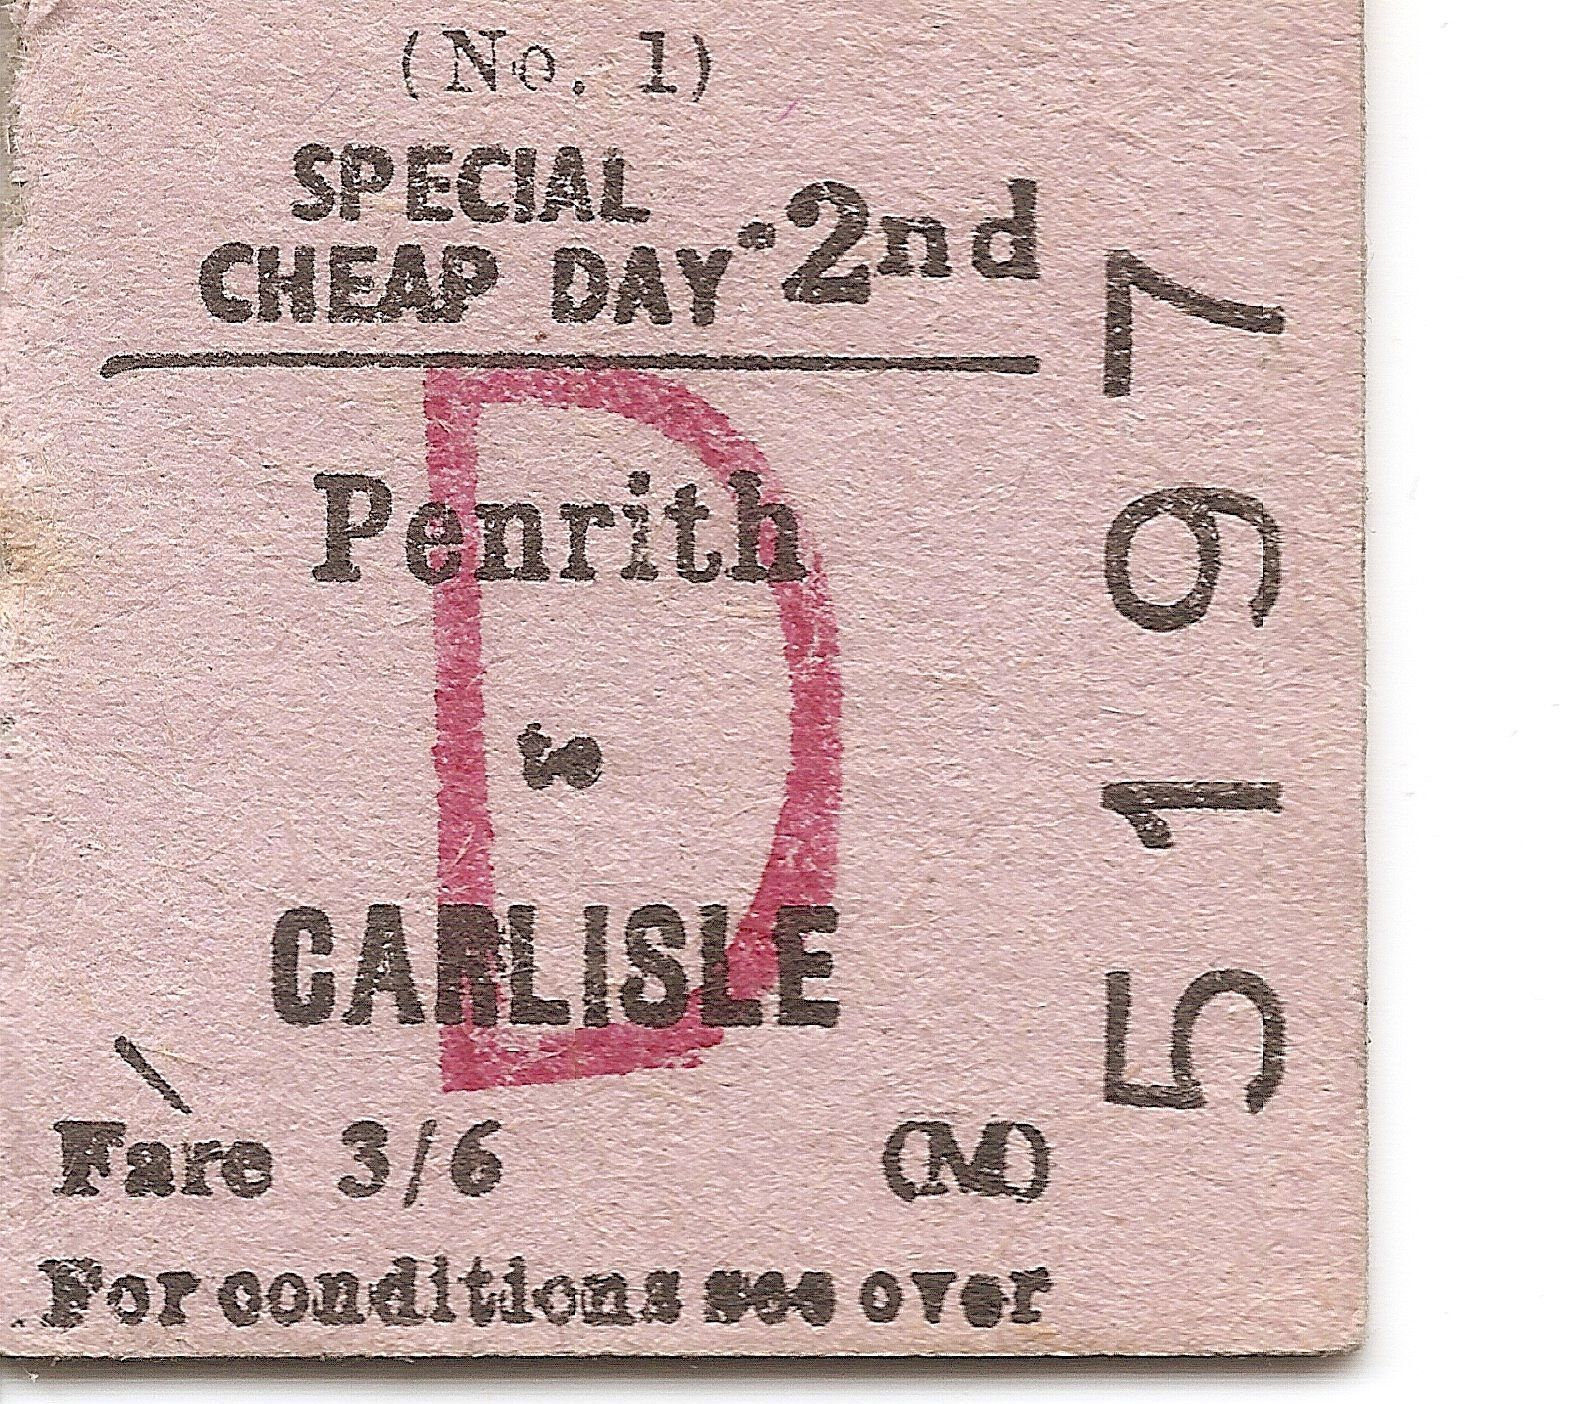 (No. 1)
SPECIAL
CHEAP DAY
2nd
Penrith
to
CARLISLE
D
Fare 3/6
(M)
For conditions see over
5197